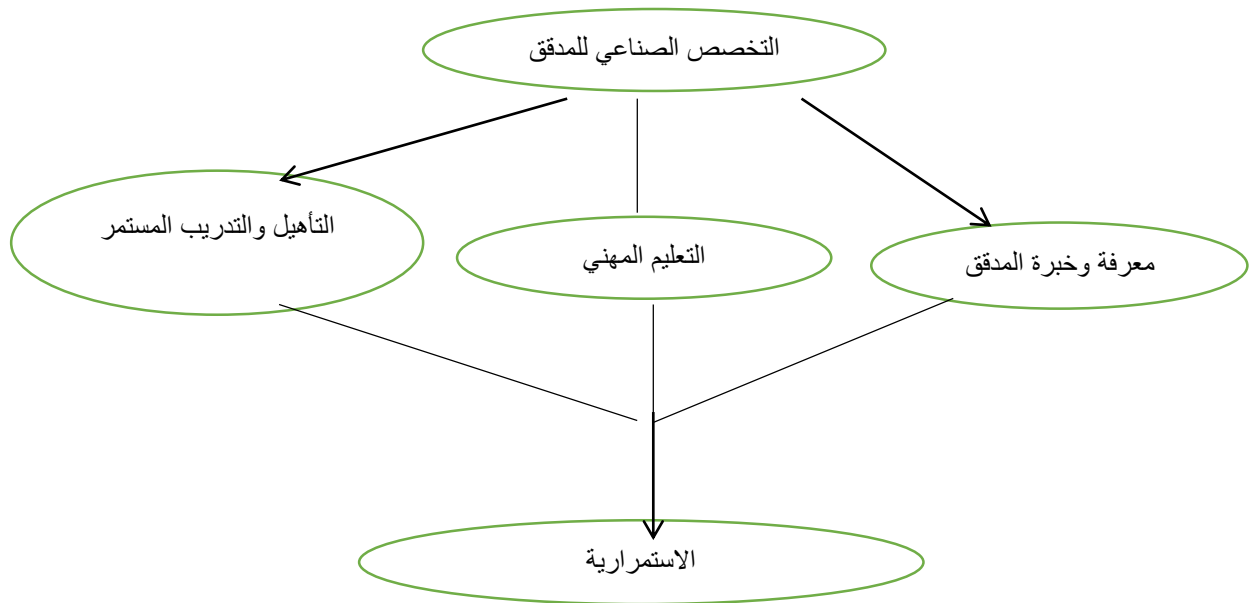 التخصص الصناعي للمدقق
معرفة وخبرة المدقق
التعليم المهني
التأهيل والتدريب المستمر
الاستمرارية